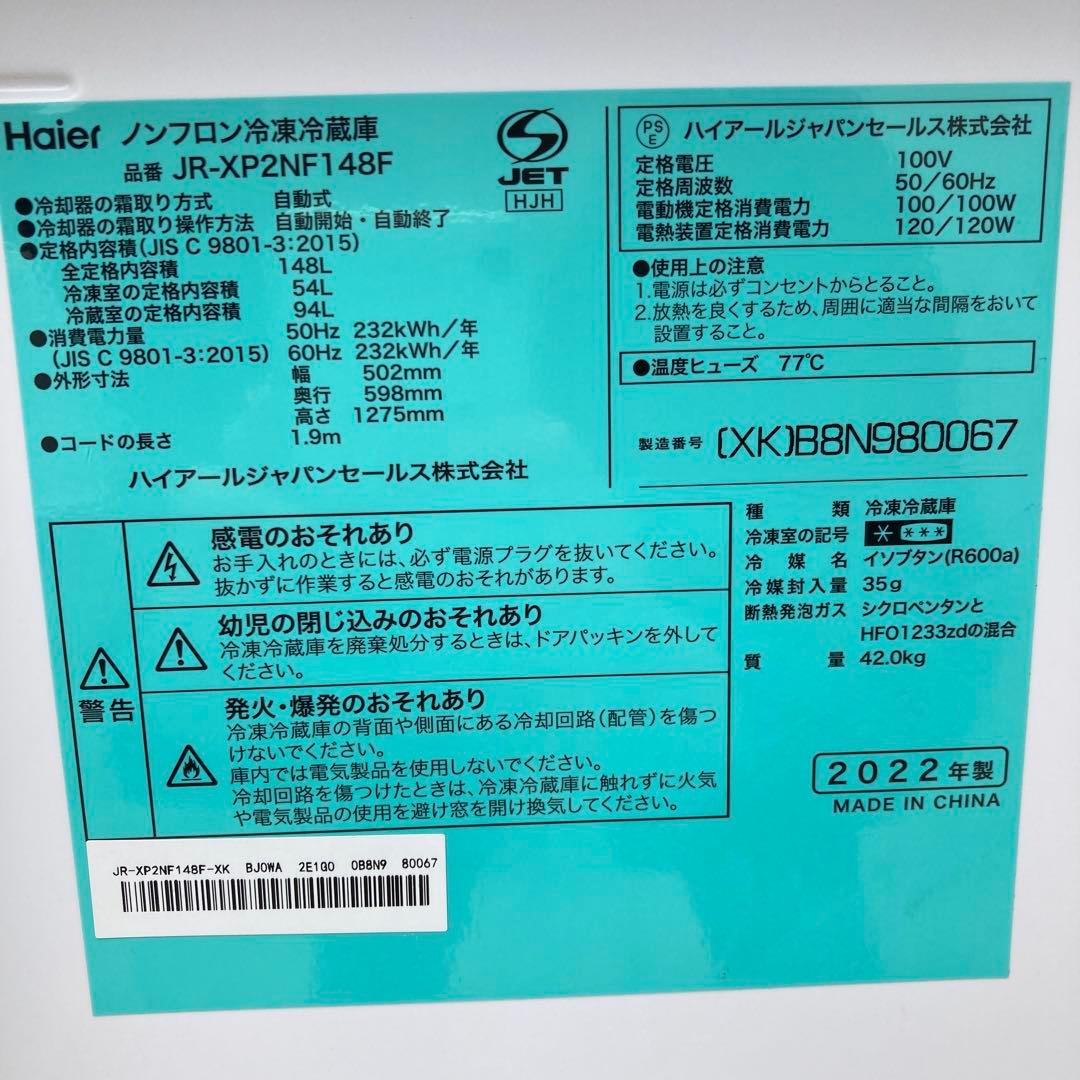 Haier ノンフロン冷凍冷蔵庫
品番 JR-XP2NF148F
●冷却器の霜取り方式 自動式
●冷却器の霜取り操作方法 自動開始・自動終了
●定格内容積(JIS C 9801-3:2015)
全定格内容積 148L
冷凍室の定格内容積 54L
冷蔵室の定格内容積 94L
●消費電力量 50Hz 232kWh/年
(JIS C 9801-3:2015) 60Hz 232kWh/年
●外形寸法 幅 502mm
奥行 598mm
高さ 1275mm
●コードの長さ 1.9m
ハイアールジャパンセールス株式会社
JET
HJH
PS
E
ハイアールジャパンセールス株式会社
定格電圧 100V
定格周波数 50/60Hz
電動機定格消費電力 100/100W
電熱装置定格消費電力 120/120W
●使用上の注意
1.電源は必ずコンセントからとること。
2.放熱を良くするため、周囲に適当な間隔をおいて
設置すること。
●温度ヒューズ 77℃
製造番号 (XK)B8N980067
種類 冷凍冷蔵庫
冷凍室の記号 * ***
冷媒名 イソブタン(R600a)
冷媒封入量 35g
断熱発泡ガス シクロペンタンと
HFO1233zdの混合
質量 42.0kg
2022年製
MADE IN CHINA
警告
感電のおそれあり
お手入れのときには、必ず電源プラグを抜いてください。
抜かずに作業すると感電のおそれがあります。
幼児の閉じ込みのおそれあり
冷凍冷蔵庫を廃棄処分するときは、ドアパッキンを外して
ください。
発火・爆発のおそれあり
冷凍冷蔵庫の背面や側面にある冷却回路(配管)を傷つ
けないでください。
庫内では電気製品を使用しないでください。
冷却回路を傷つけたときは、冷凍冷蔵庫に触れずに火気
や電気製品の使用を避け窓を開け換気してください。
JR-XP2NF148F-XK BJ0WA 2E1G0 0B8N9 80067